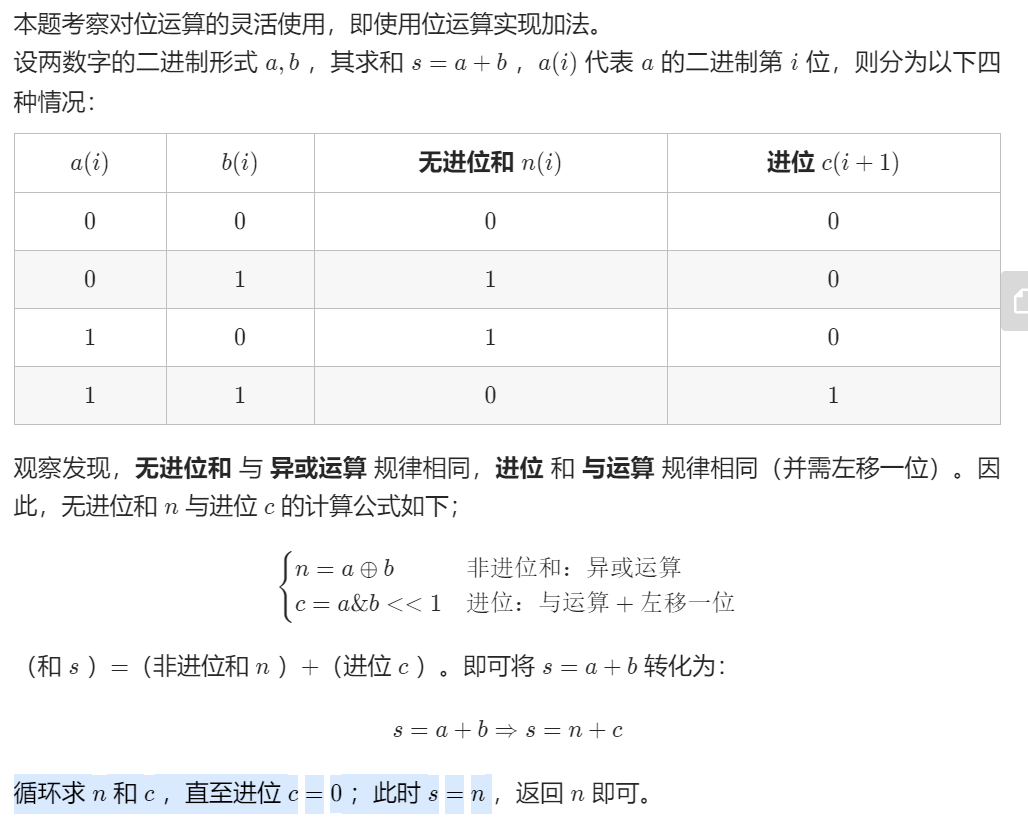 本题考察对位运算的灵活使用，即使用位运算实现加法。
设两数字的二进制形式 a, b ，其求和 s = a + b ，a(i) 代表 a 的二进制第 i 位，则分为以下四
种情况：
a(i) b(i) 无进位和 n(i) 进位 c(i + 1)
0 0 0 0
0 1 1 0
1 0 1 0
1 1 0 1
观察发现，无进位和 与 异或运算 规律相同，进位 和 与运算 规律相同（并需左移一位）。因
此，无进位和 n 与进位 c 的计算公式如下；
n = a ⊕ b 非进位和：异或运算
c = a&b << 1 进位：与运算 + 左移一位
（和 s ）=（非进位和 n ）+（进位 c ）。即可将 s = a + b 转化为：
s = a + b ⇒ s = n + c
循环求 n 和 c ，直至进位 c = 0 ；此时 s = n ，返回 n 即可。